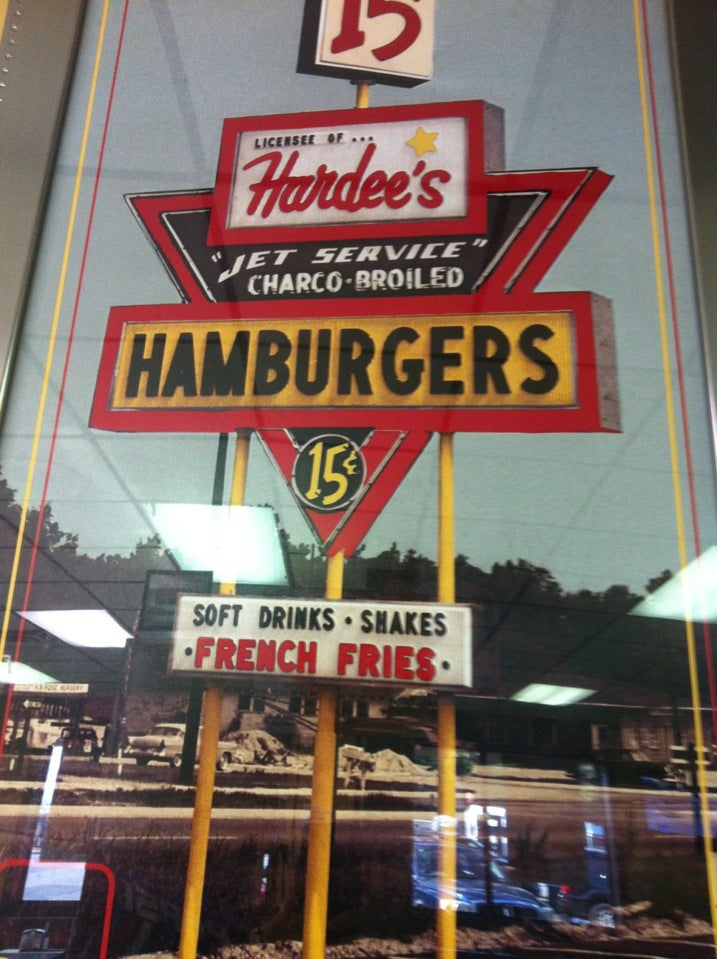 15
LICENSEE OF ...
Hardee's
"JET SERVICE"
CHARCO-BROILED
HAMBURGERS
15¢
SOFT DRINKS • SHAKES
•FRENCH FRIES•